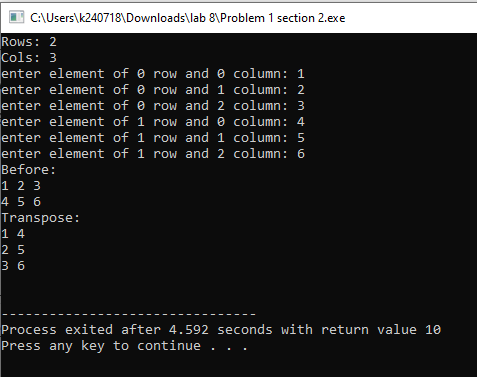 C:\Users\k240718\Downloads\lab 8\Problem 1 section 2.exe
Rows: 2
Cols: 3
enter element of 0 row and 0 column: 1
enter element of 0 row and 1 column: 2
enter element of 0 row and 2 column: 3
enter element of 1 row and 0 column: 4
enter element of 1 row and 1 column: 5
enter element of 1 row and 2 column: 6
Before:
1 2 3
4 5 6
Transpose:
1 4
2 5
3 6
--------------------------------
Process exited after 4.592 seconds with return value 10
Press any key to continue . . .